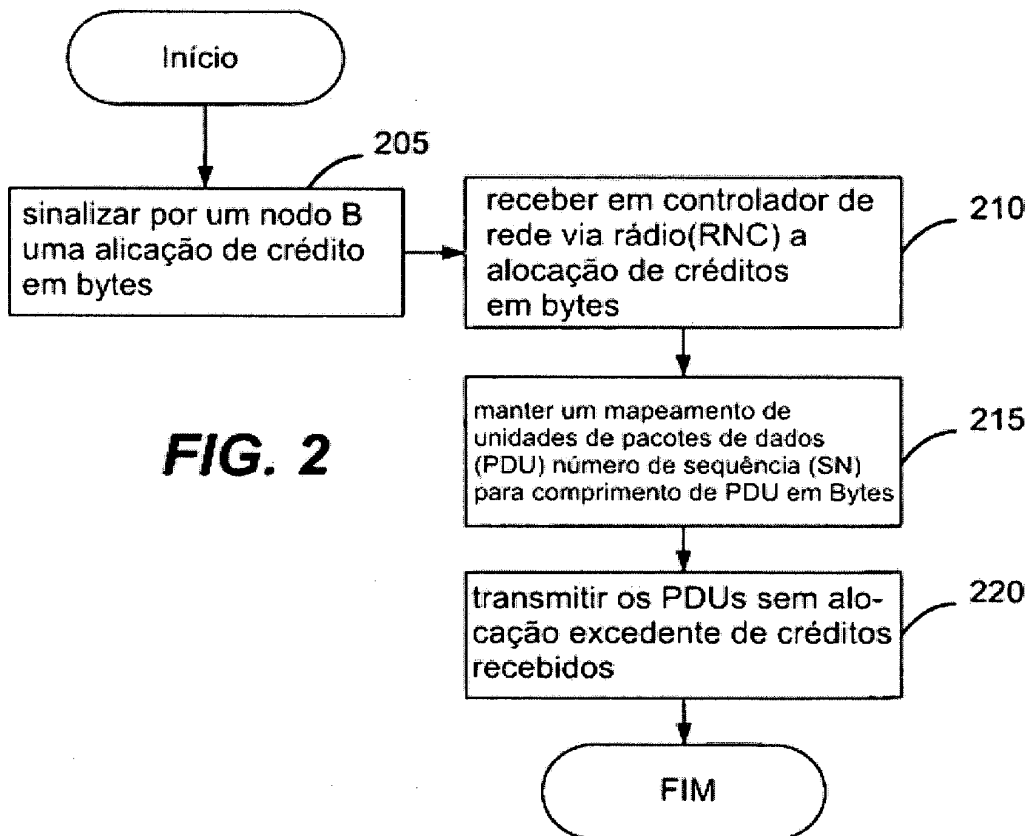 Início
205
sinalizar por um nodo B
uma alicação de crédito
em bytes
receber em controlador de
rede via rádio(RNC) a
alocação de créditos
em bytes
210
manter um mapeamento de
unidades de pacotes de dados
(PDU) número de sequência (SN)
para comprimento de PDU em Bytes
215
FIG. 2
transmitir os PDUs sem alo-
cação excedente de créditos
recebidos
220
FIM